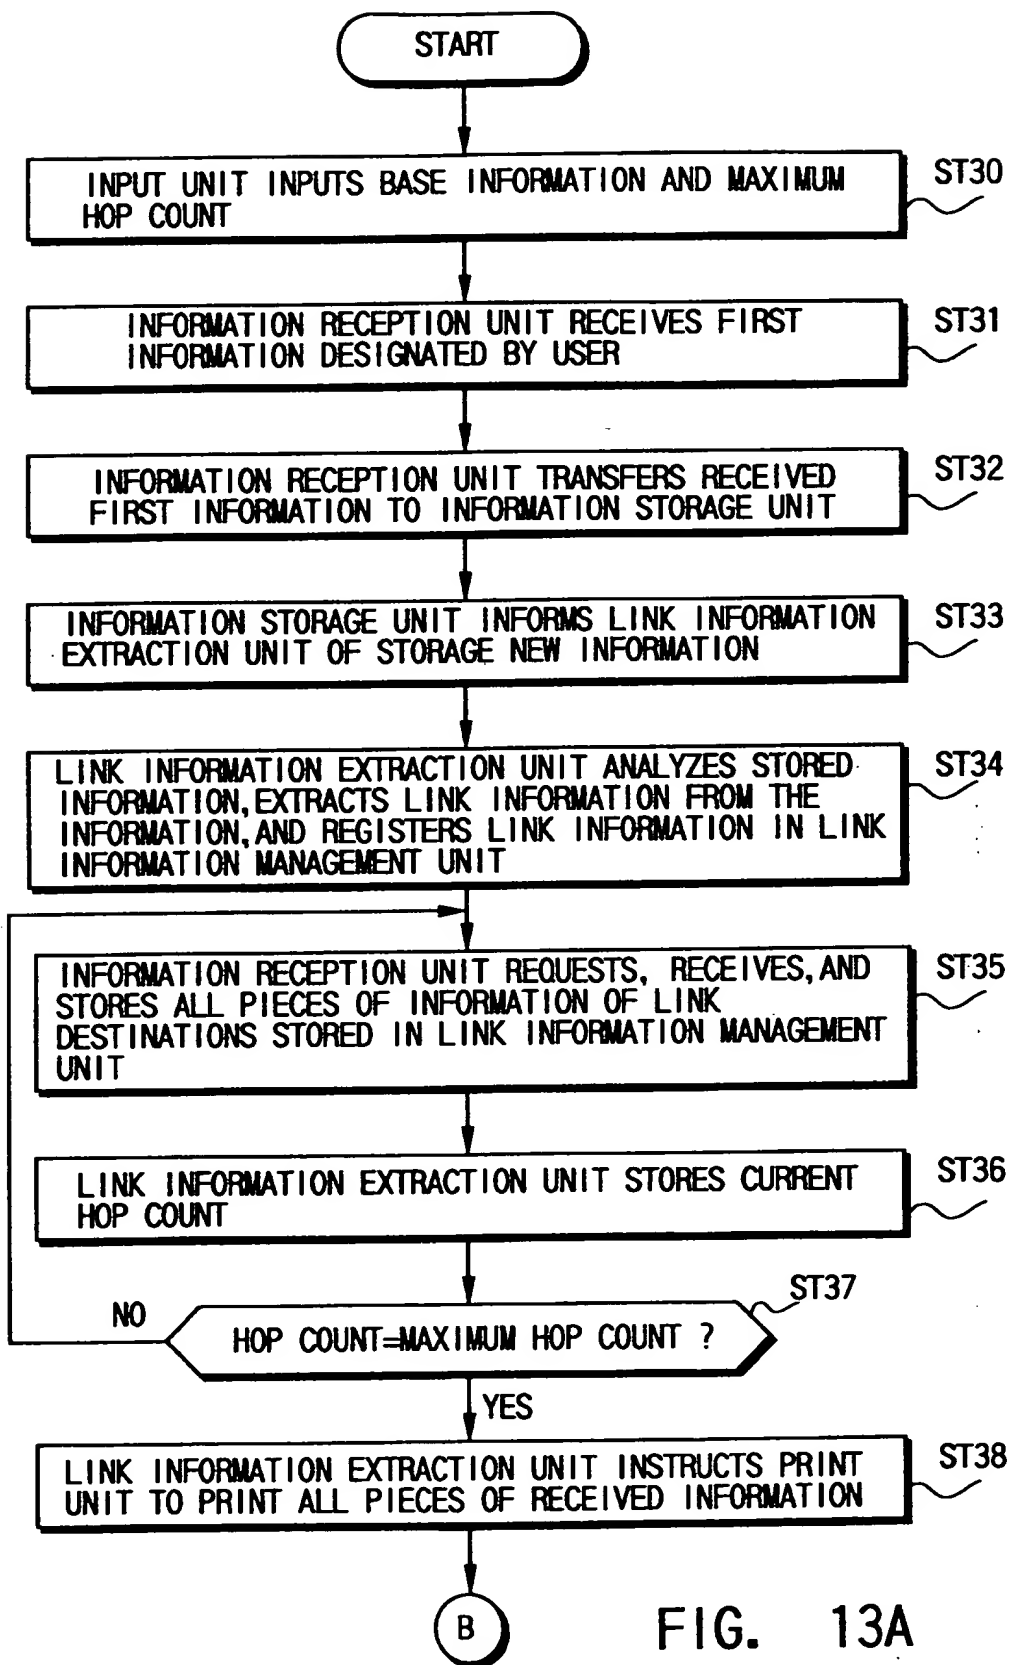 START
INPUT UNIT INPUTS BASE INFORMATION AND MAXIMUM
HOP COUNT
ST30
INFORMATION RECEPTION UNIT RECEIVES FIRST
INFORMATION DESIGNATED BY USER
ST31
INFORMATION RECEPTION UNIT TRANSFERS RECEIVED
FIRST INFORMATION TO INFORMATION STORAGE UNIT
ST32
INFORMATION STORAGE UNIT INFORMS LINK INFORMATION
EXTRACTION UNIT OF STORAGE NEW INFORMATION
ST33
LINK INFORMATION EXTRACTION UNIT ANALYZES STORED
INFORMATION, EXTRACTS LINK INFORMATION FROM THE
INFORMATION, AND REGISTERS LINK INFORMATION IN LINK
INFORMATION MANAGEMENT UNIT
ST34
INFORMATION RECEPTION UNIT REQUESTS, RECEIVES, AND
STORES ALL PIECES OF INFORMATION OF LINK
DESTINATIONS STORED IN LINK INFORMATION MANAGEMENT
UNIT
ST35
LINK INFORMATION EXTRACTION UNIT STORES CURRENT
HOP COUNT
ST36
NO
HOP COUNT=MAXIMUM HOP COUNT ?
ST37
YES
LINK INFORMATION EXTRACTION UNIT INSTRUCTS PRINT
UNIT TO PRINT ALL PIECES OF RECEIVED INFORMATION
ST38
B
FIG. 13A